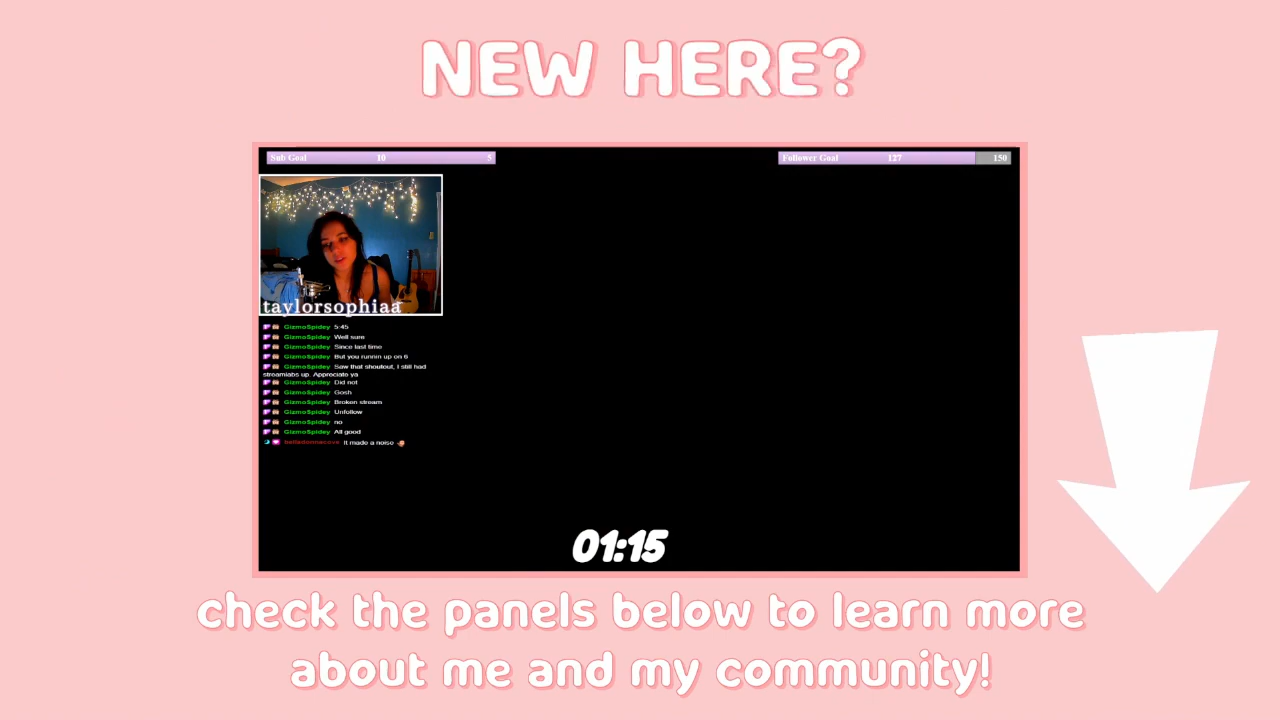 NEW HERE?
Sub Goal 10 5
Follower Goal 127 150
taylorsophiaa
GizmoSpidey 5:45
GizmoSpidey Well sure
GizmoSpidey Since last time
GizmoSpidey But you runnin up on 6
GizmoSpidey Saw that shoutout, I still had
streamlabs up. Appreciate ya
GizmoSpidey Did not
GizmoSpidey Gosh
GizmoSpidey Broken stream
GizmoSpidey Unfollow
GizmoSpidey no
GizmoSpidey All good
It made a noise
01:15
check the panels below to learn more
about me and my community!